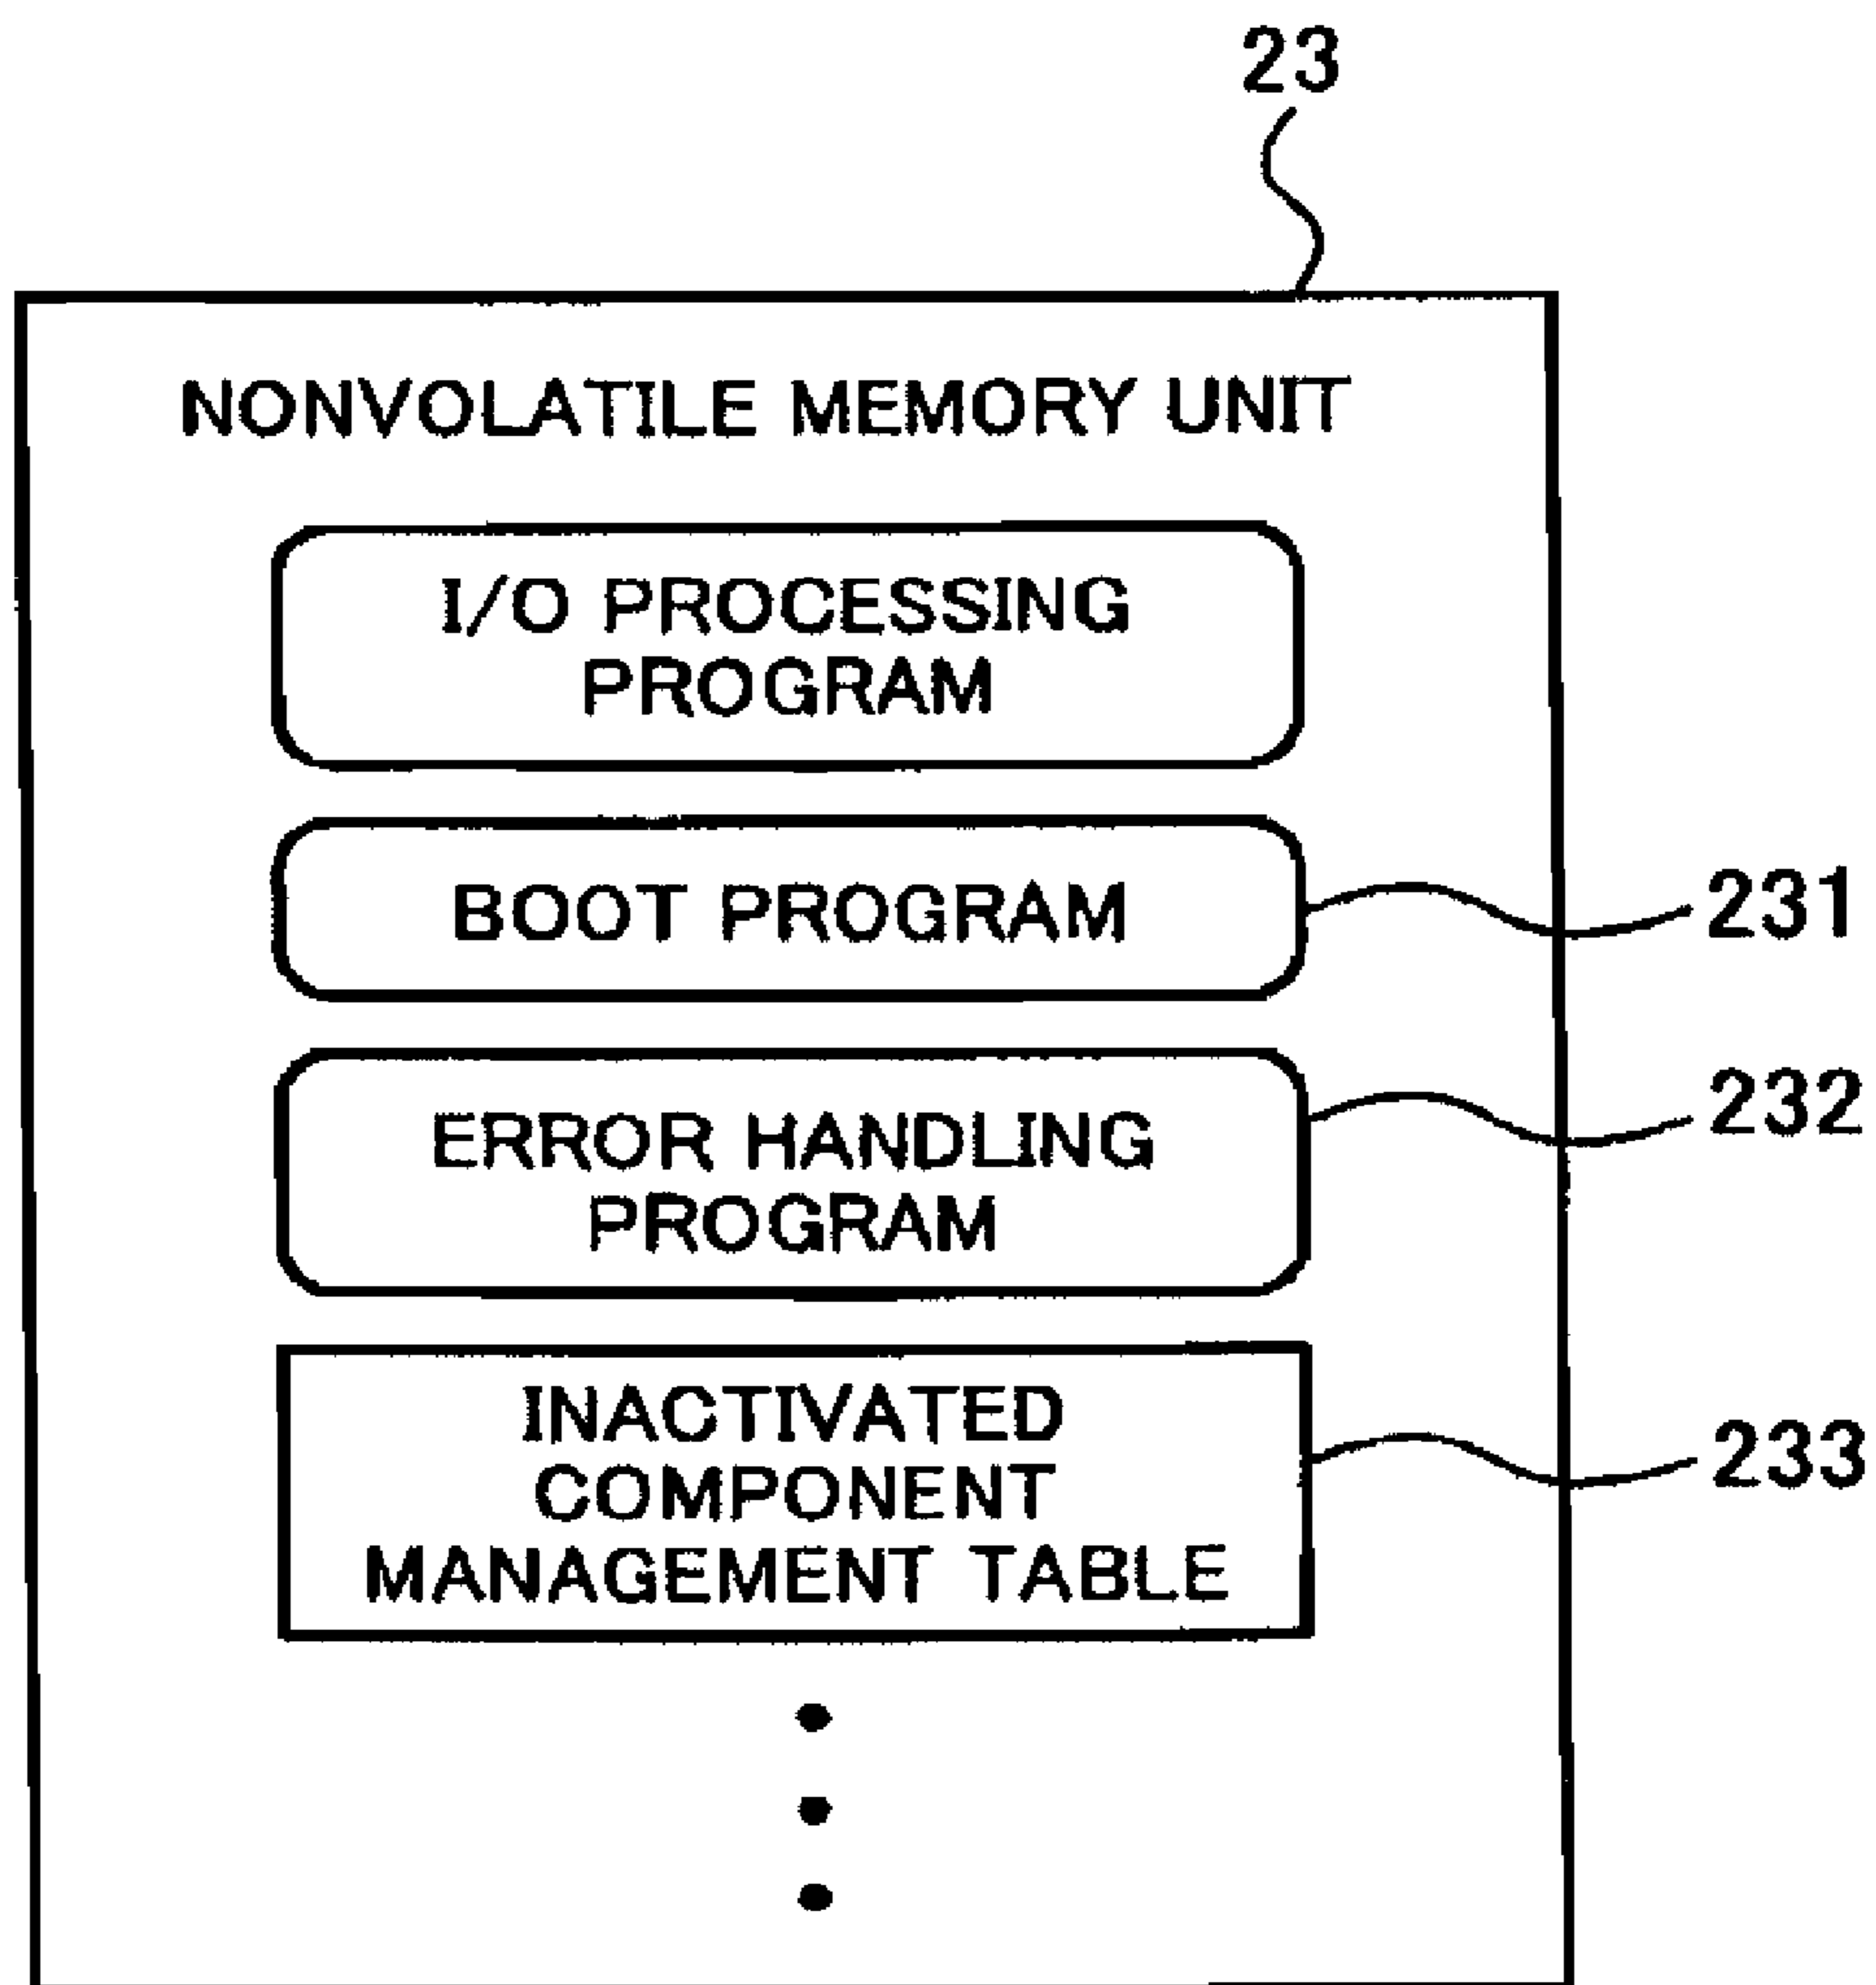 23
NONVOLATILE MEMORY UNIT
I/O PROCESSING
PROGRAM
BOOT PROGRAM
231
ERROR HANDLING
PROGRAM
232
INACTIVATED
COMPONENT
MANAGEMENT TABLE
233